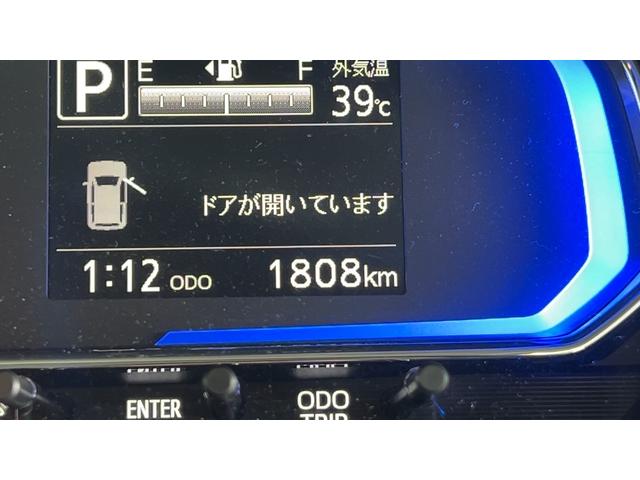 P E F 外気温
39℃
ドアが開いています
1:12 ODO 1808km
ENTER ODO
TRIP